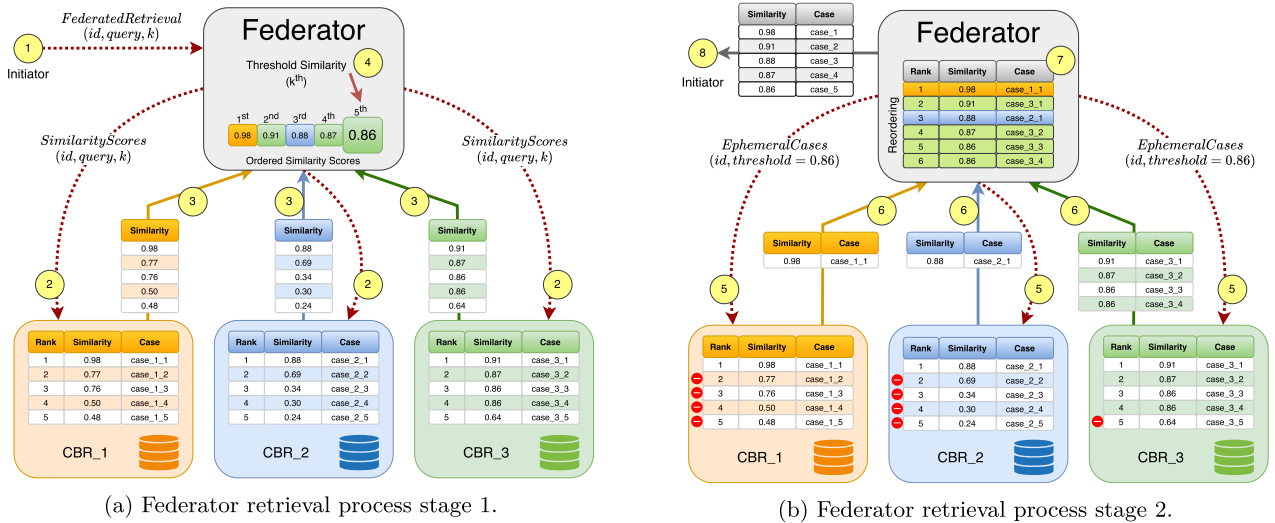 FederatedRetrieval
(id, query, k)
1
Initiator
Federator
Threshold Similarity
(kth)
4
5th
1st 2nd 3rd 4th
0.98 0.91 0.88 0.87 0.86
Ordered Similarity Scores
SimilarityScores
(id, query, k)
SimilarityScores
(id, query, k)
3
3
3
Similarity
0.98
0.77
0.76
0.50
0.48
Similarity
0.88
0.69
0.34
0.30
0.24
Similarity
0.91
0.87
0.86
0.86
0.64
2
2
2
Rank Similarity Case
1 0.98 case_1_1
2 0.77 case_1_2
3 0.76 case_1_3
4 0.50 case_1_4
5 0.48 case_1_5
CBR_1
Rank Similarity Case
1 0.88 case_2_1
2 0.69 case_2_2
3 0.34 case_2_3
4 0.30 case_2_4
5 0.24 case_2_5
CBR_2
Rank Similarity Case
1 0.91 case_3_1
2 0.87 case_3_2
3 0.86 case_3_3
4 0.86 case_3_4
5 0.64 case_3_5
CBR_3
(a) Federator retrieval process stage 1.
8
Initiator
Similarity Case
0.98 case_1
0.91 case_2
0.88 case_3
0.87 case_4
0.86 case_5
Federator
7
Reordering
Rank Similarity Case
1 0.98 case_1_1
2 0.91 case_3_1
3 0.88 case_2_1
4 0.87 case_3_2
5 0.86 case_3_3
6 0.86 case_3_4
EphemeralCases
(id, threshold = 0.86)
EphemeralCases
(id, threshold = 0.86)
6
6
6
Similarity Case
0.98 case_1_1
Similarity Case
0.88 case_2_1
Similarity Case
0.91 case_3_1
0.87 case_3_2
0.86 case_3_3
0.86 case_3_4
5
5
5
Rank Similarity Case
1 0.98 case_1_1
2 0.77 case_1_2
3 0.76 case_1_3
4 0.50 case_1_4
5 0.48 case_1_5
CBR_1
Rank Similarity Case
1 0.88 case_2_1
2 0.69 case_2_2
3 0.34 case_2_3
4 0.30 case_2_4
5 0.24 case_2_5
CBR_2
Rank Similarity Case
1 0.91 case_3_1
2 0.87 case_3_2
3 0.86 case_3_3
4 0.86 case_3_4
5 0.64 case_3_5
CBR_3
(b) Federator retrieval process stage 2.